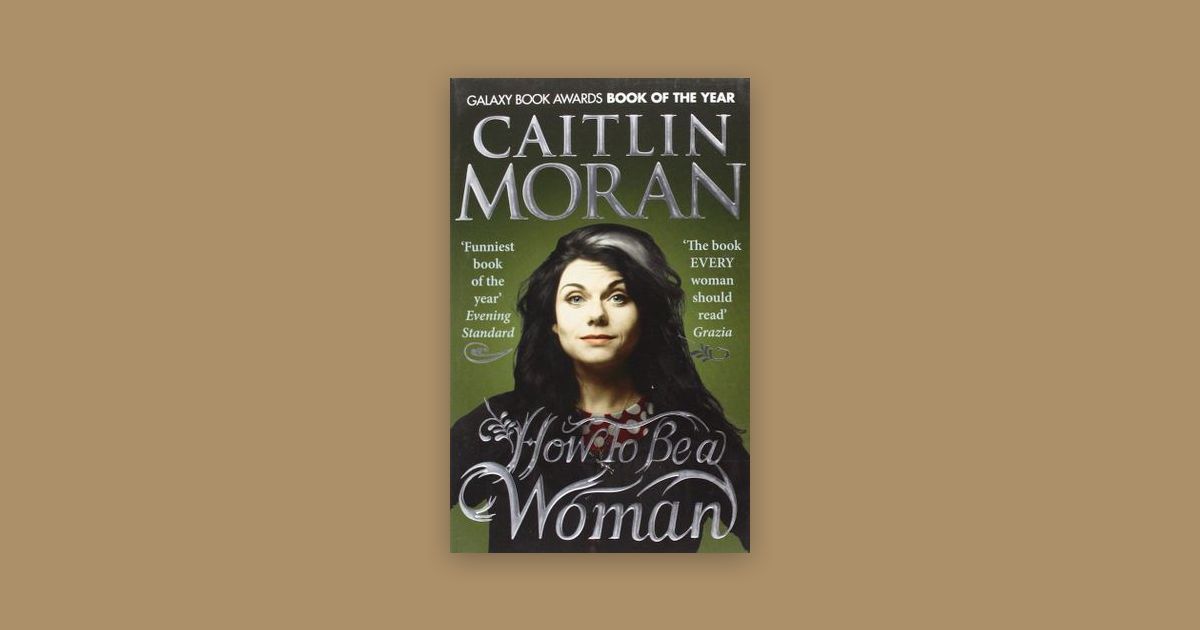 GALAXY BOOK AWARDS BOOK OF THE YEAR
CAITLIN
MORAN
‘Funniest
book
of the
year’
Evening
Standard
‘The book
EVERY
woman
should
read’
Grazia
How To Be a
Woman